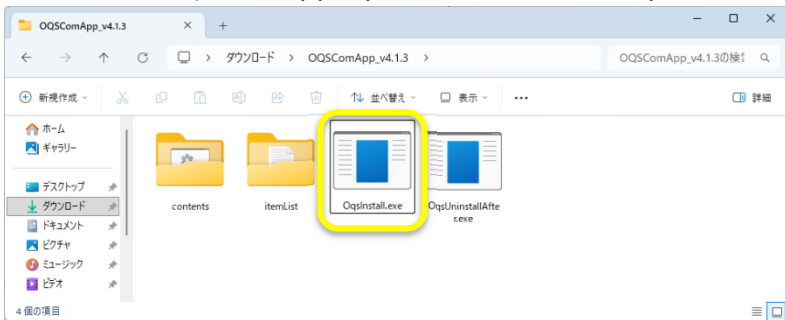 OQSComApp_v4.1.3
ダウンロード > OQSComApp_v4.1.3 >
OQSComApp_v4.1.3の検
新規作成
並べ替え
表示
詳細
ホーム
ギャラリー
デスクトップ
ダウンロード
ドキュメント
ピクチャ
ミュージック
ビデオ
contents
itemList
OqsInstall.exe
OqsUninstallAfte
r.exe
4 個の項目